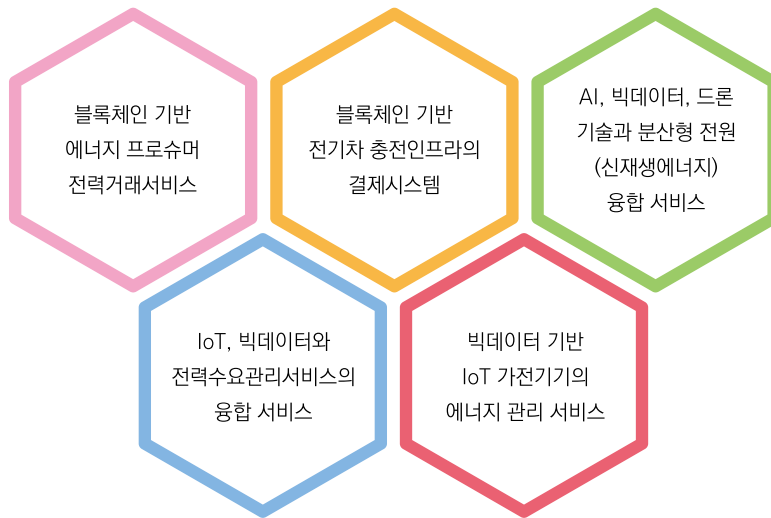 블록체인 기반
에너지 프로슈머
전력거래서비스
블록체인 기반
전기차 충전인프라의
결제시스템
AI, 빅데이터, 드론
기술과 분산형 전원
(신재생에너지)
융합 서비스
IoT, 빅데이터와
전력수요관리서비스의
융합 서비스
빅데이터 기반
IoT 가전기기의
에너지 관리 서비스